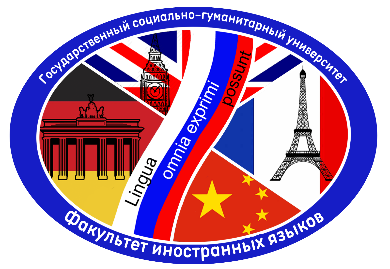 Государственный социально-гуманитарный университет
Lingua
omnia exprimi
possunt
факультет иностранных языков